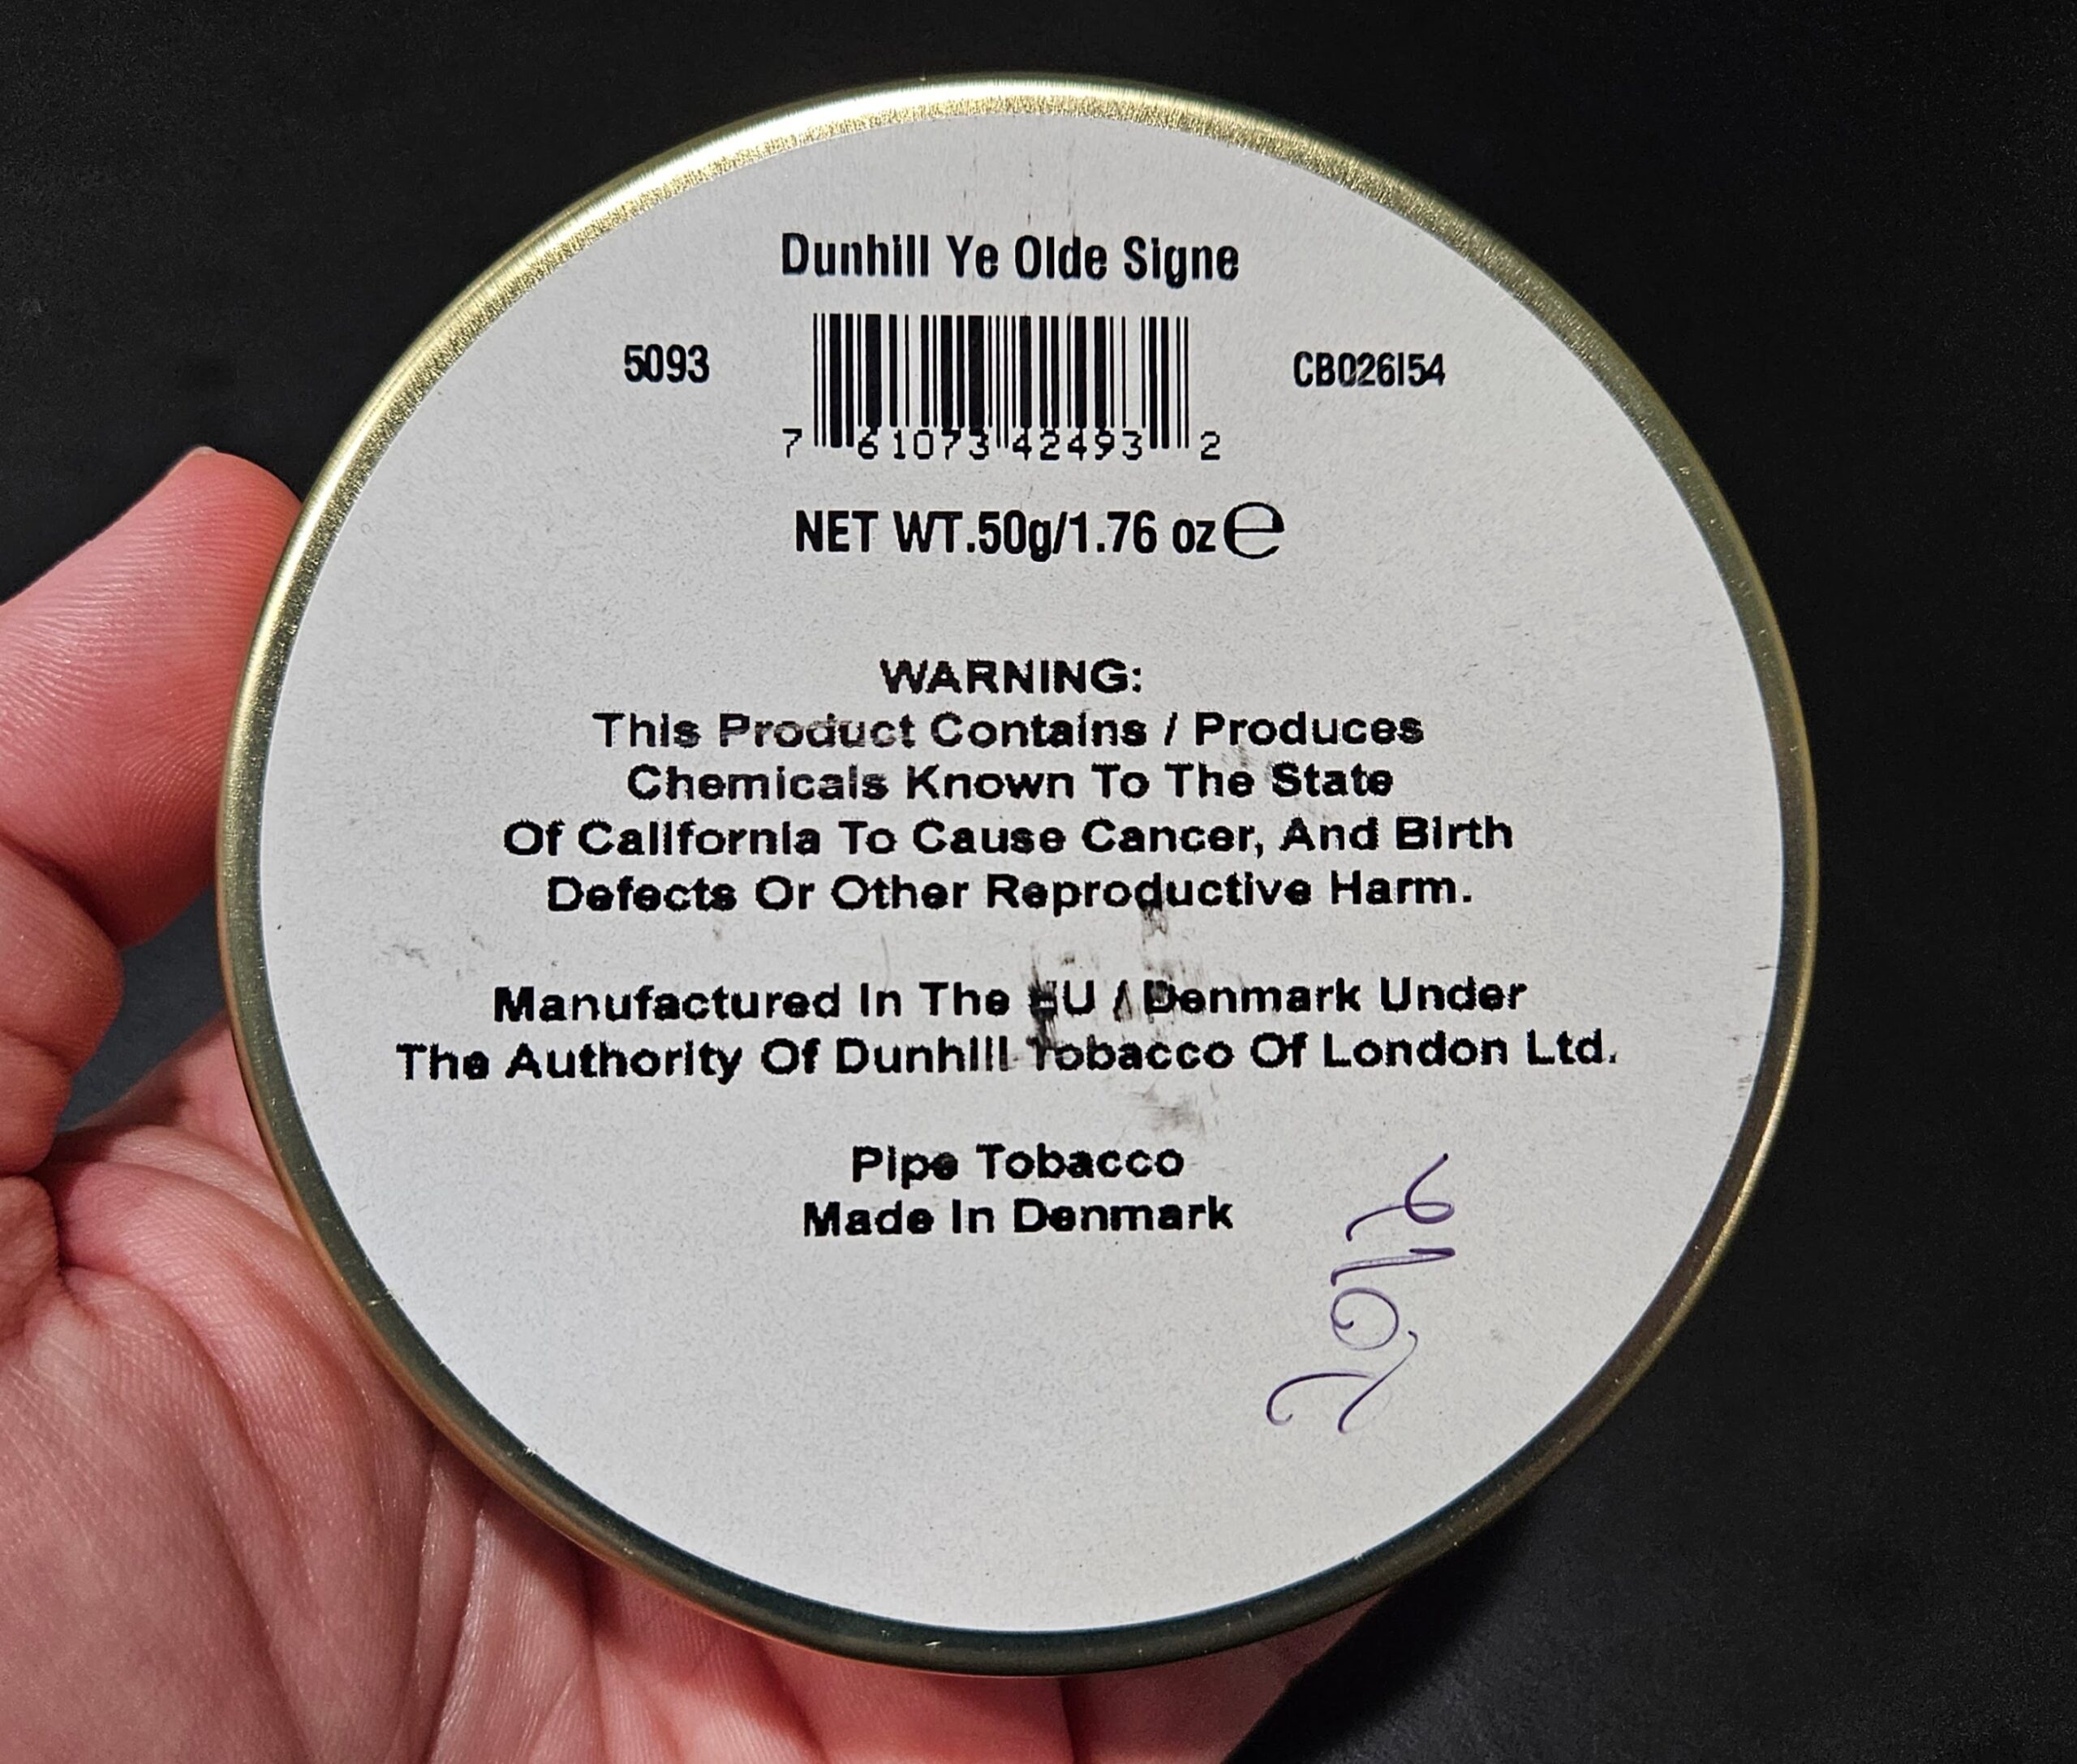 Dunhill Ye Olde Signe
5093
CB026154
7 61073 42493 2
NET WT.50g/1.76 oz e
WARNING:
This Product Contains / Produces
Chemicals Known To The State
Of California To Cause Cancer, And Birth
Defects Or Other Reproductive Harm.
Manufactured In The EU / Denmark Under
The Authority Of Dunhill Tobacco Of London Ltd.
Pipe Tobacco
Made In Denmark